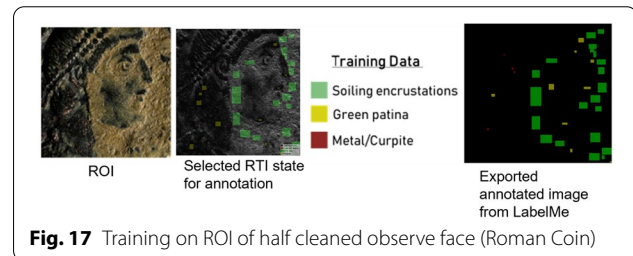 Training Data
Soiling encrustations
Green patina
Metal/Curpite
ROI
Selected RTI state
for annotation
Exported
annotated image
from LabelMe
Fig. 17 Training on ROI of half cleaned observe face (Roman Coin)